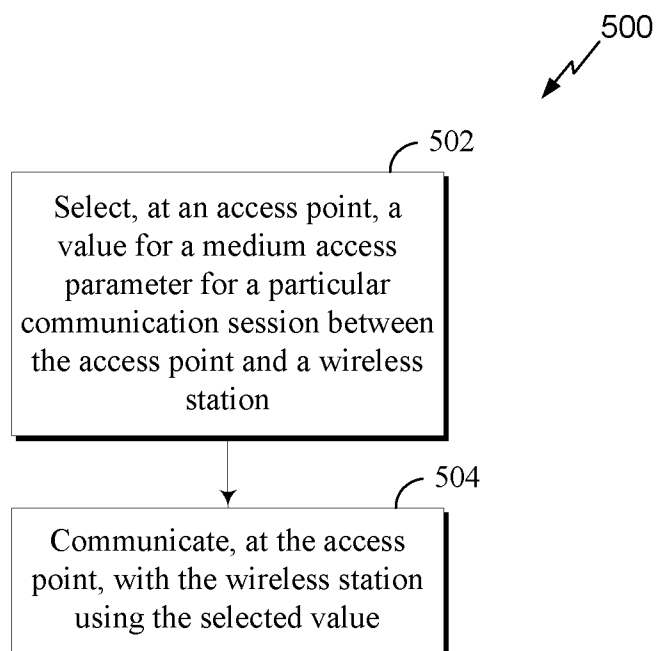 500
502
Select, at an access point, a
value for a medium access
parameter for a particular
communication session between
the access point and a wireless
station
504
Communicate, at the access
point, with the wireless station
using the selected value